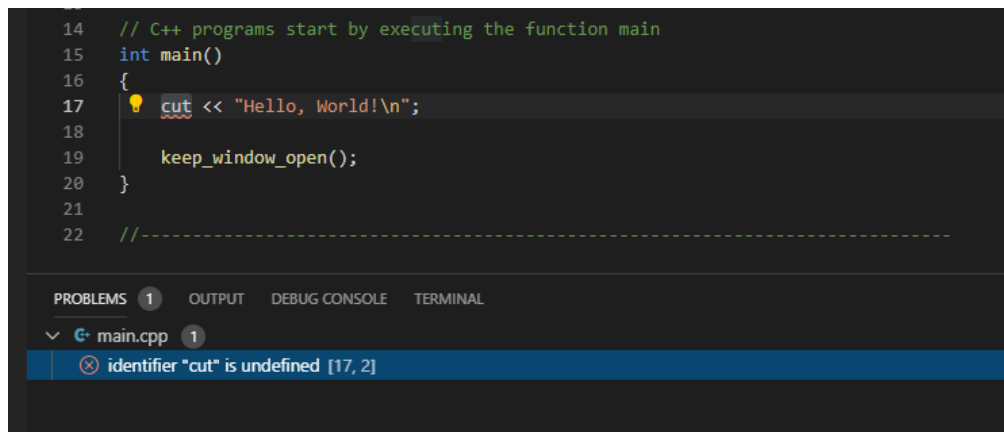 14 // C++ programs start by executing the function main
15 int main()
16 {
17 cut << "Hello, World!\n";
18
19 keep_window_open();
20 }
21
22 //------------------------------------------------------------------------------
PROBLEMS 1 OUTPUT DEBUG CONSOLE TERMINAL
main.cpp 1
identifier "cut" is undefined [17, 2]